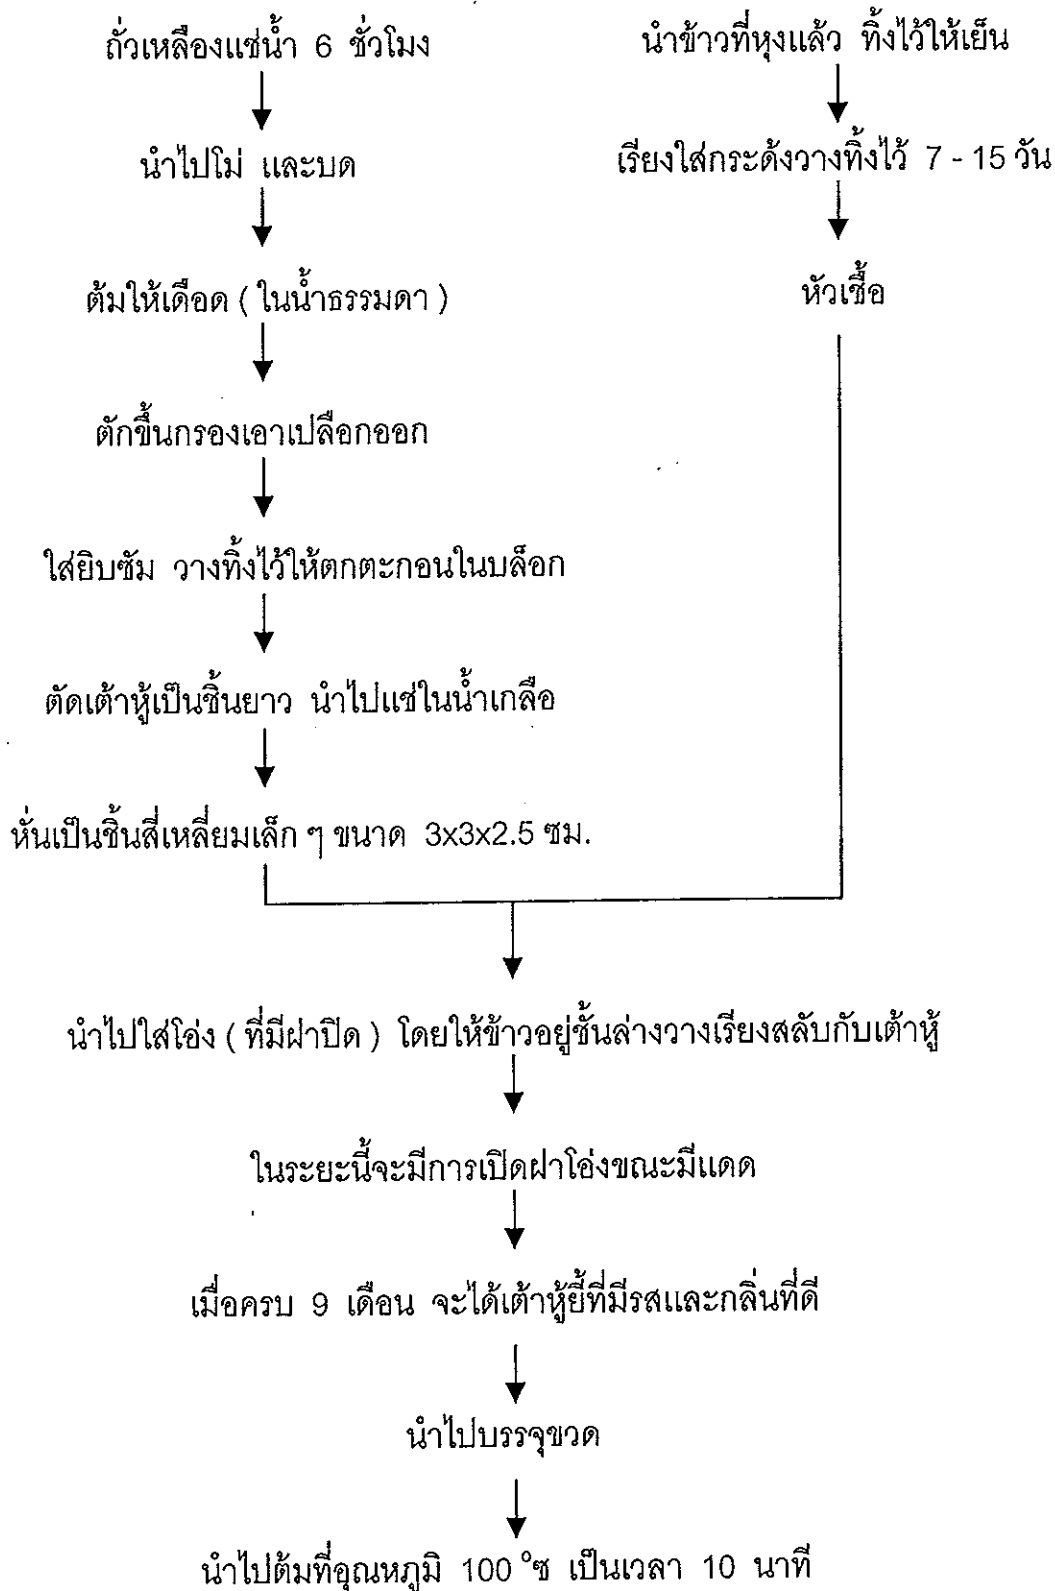 ถั่วเหลืองแช่น้ำ 6 ชั่วโมง
นำไปโม่ และบด
ต้มให้เดือด ( ในน้ำธรรมดา )
ตักขึ้นกรองเอาเปลือกออก
ใส่ยิบซัม วางทิ้งไว้ให้ตกตะกอนในบล็อก
ตัดเต้าหู้เป็นชิ้นยาว นำไปแช่ในน้ำเกลือ
หั่นเป็นชิ้นสี่เหลี่ยมเล็ก ๆ ขนาด 3x3x2.5 ซม.
นำข้าวที่หุงแล้ว ทิ้งไว้ให้เย็น
เรียงใส่กระด้งวางทิ้งไว้ 7 - 15 วัน
หัวเชื้อ
นำไปใส่โอ่ง ( ที่มีฝาปิด ) โดยให้ข้าวอยู่ชั้นล่างวางเรียงสลับกับเต้าหู้
ในระยะนี้จะมีการเปิดฝาโอ่งขณะมีแดด
เมื่อครบ 9 เดือน จะได้เต้าหู้ยี้ที่มีรสและกลิ่นที่ดี
นำไปบรรจุขวด
นำไปต้มที่อุณหภูมิ 100 °ซ เป็นเวลา 10 นาที